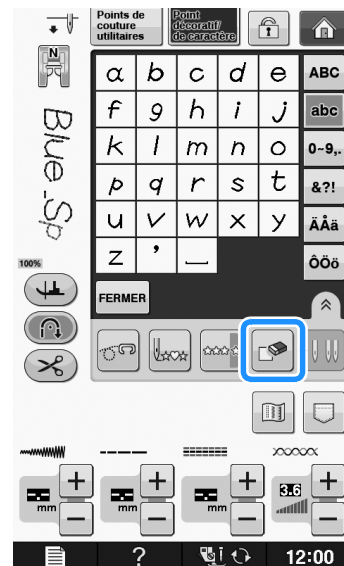 Points de couture utilitaires
Point décoratif/ de caractère
N
Blue_Sp
a b c d e ABC
f g h i j abc
k l m n o 0~9,.
p q r s t &?!
u v w x y ÄÅä
z ’ _ ÔÖö
100%
FERMER
mm mm mm 3.6
? 12:00